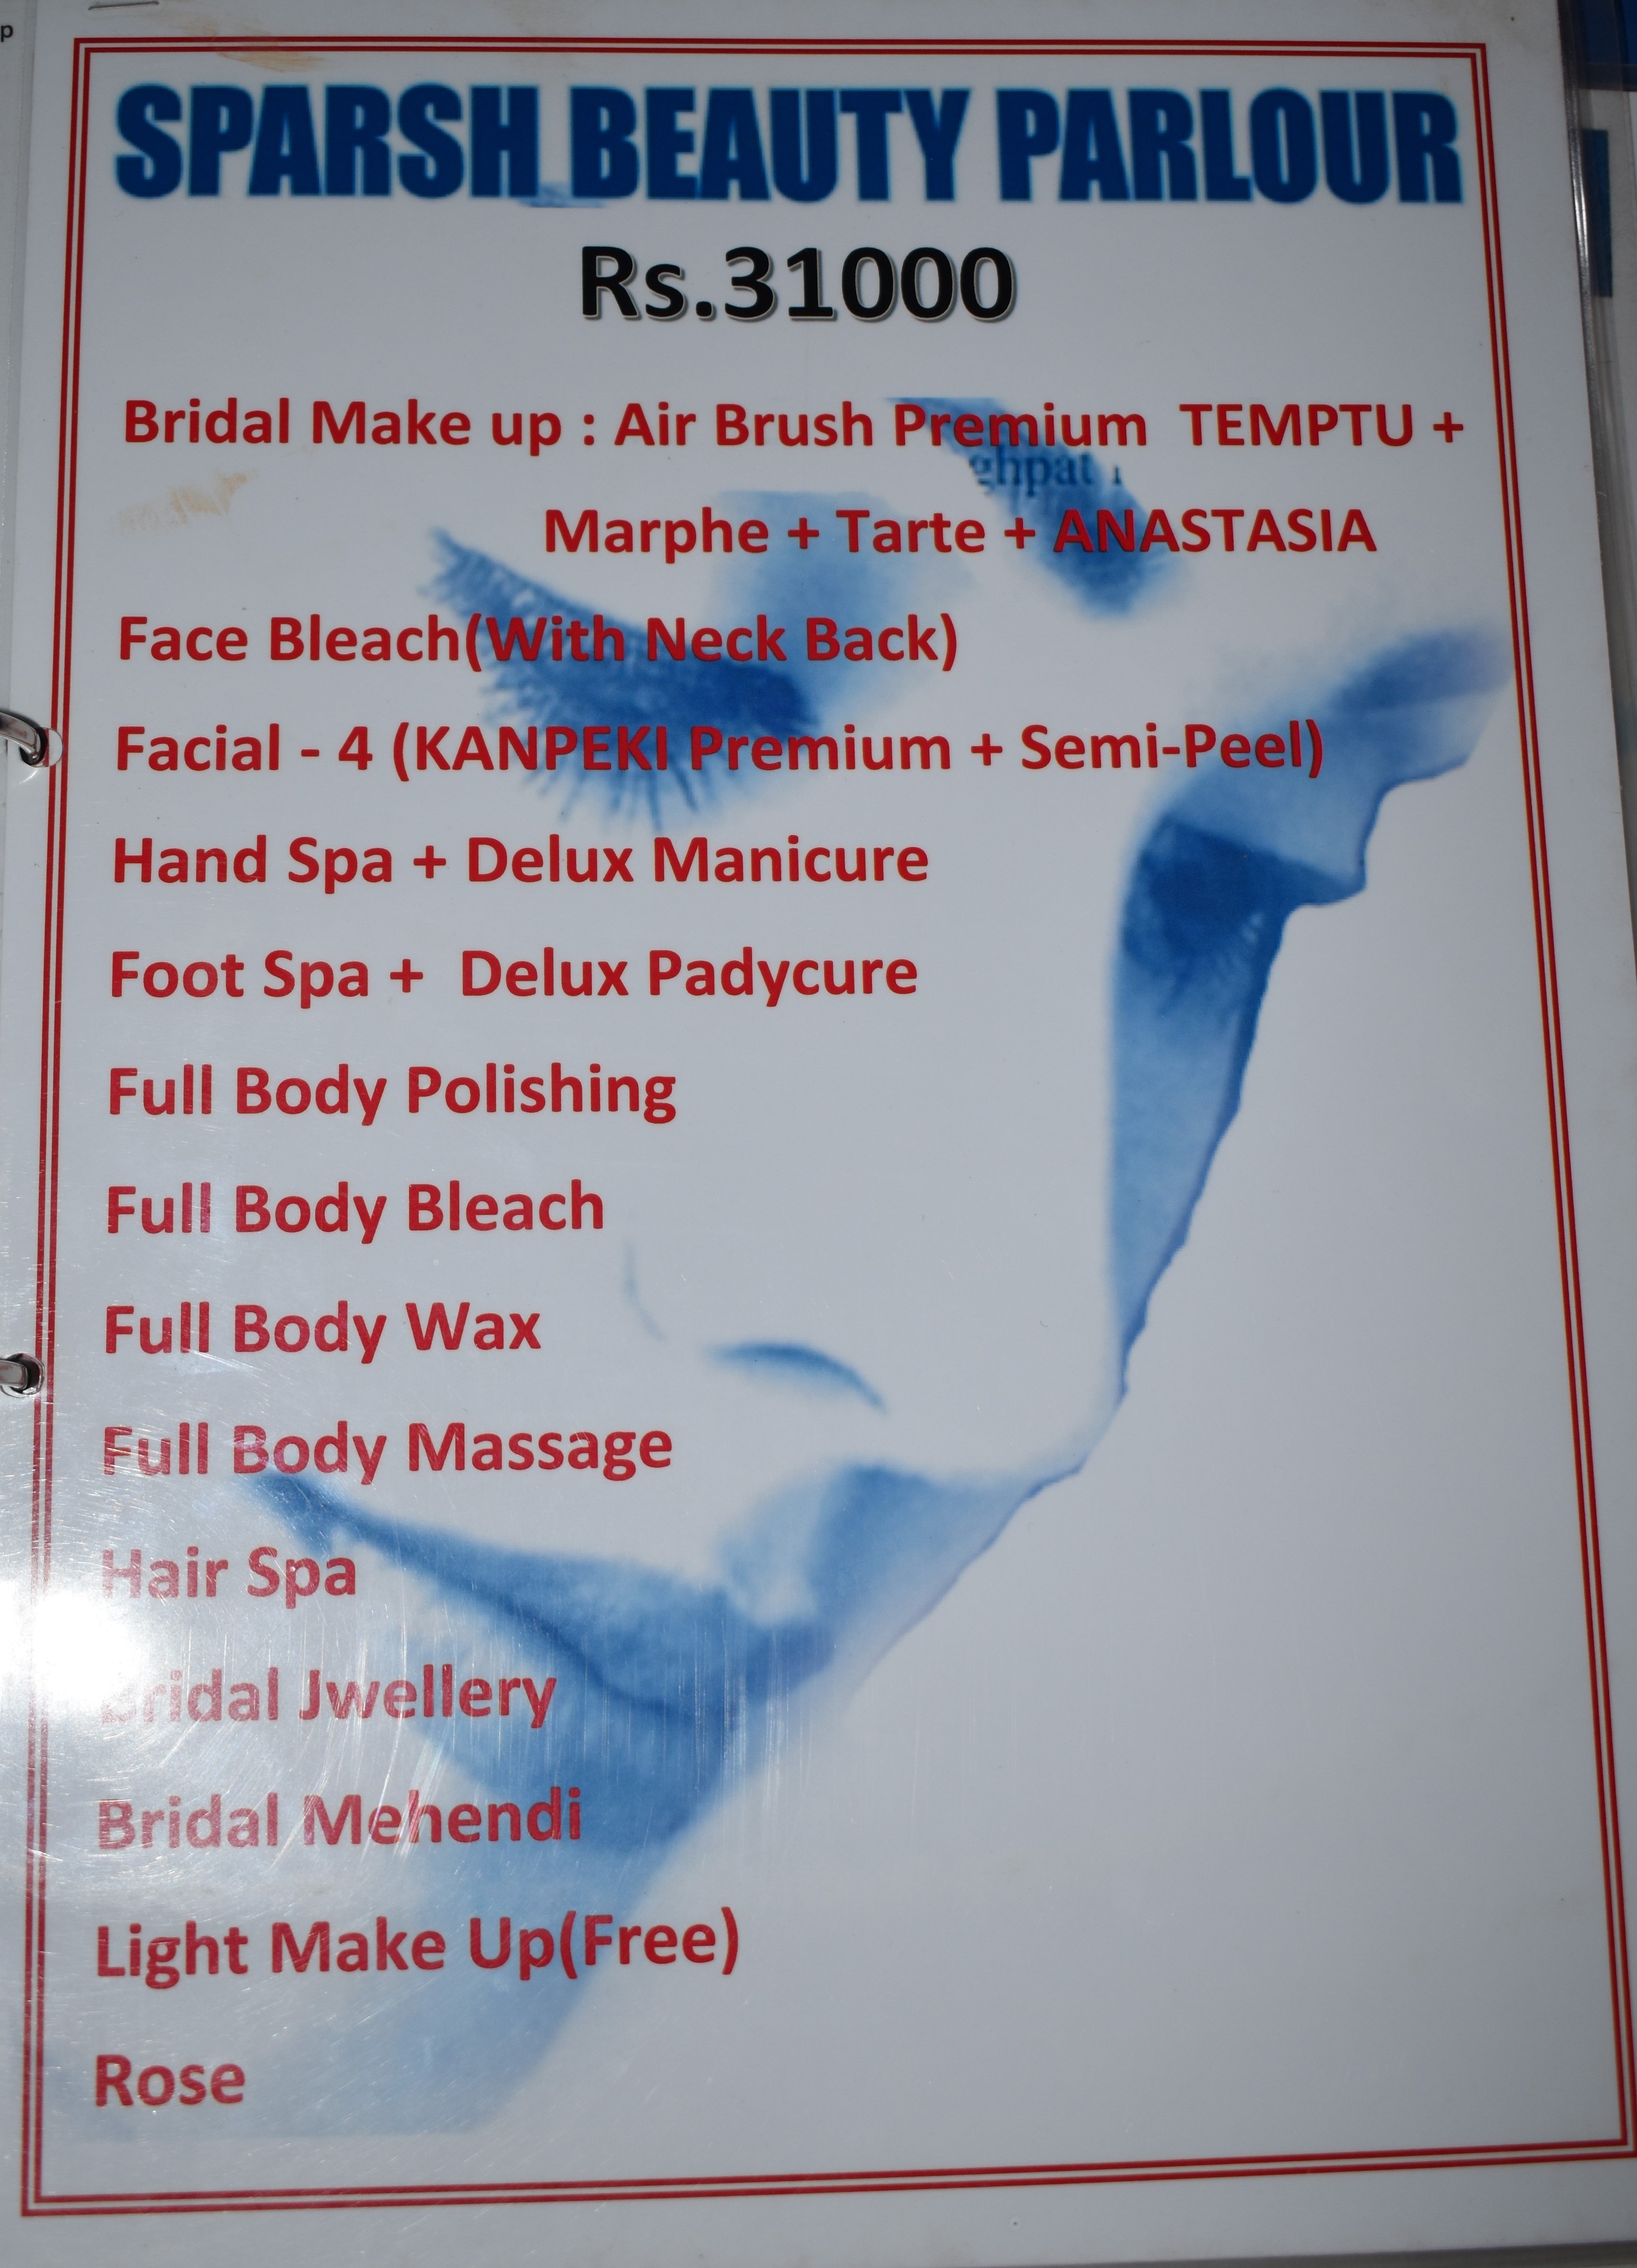 p
SPARSH BEAUTY PARLOUR
Rs.31000
Bridal Make up : Air Brush Premium TEMPTU +
ghpat
Marphe + Tarte + ANASTASIA
Face Bleach(With Neck Back)
Facial - 4 (KANPEKI Premium + Semi-Peel)
Hand Spa + Delux Manicure
Foot Spa + Delux Padycure
Full Body Polishing
Full Body Bleach
Full Body Wax
Full Body Massage
Hair Spa
Bridal Jwellery
Bridal Mehendi
Light Make Up(Free)
Rose